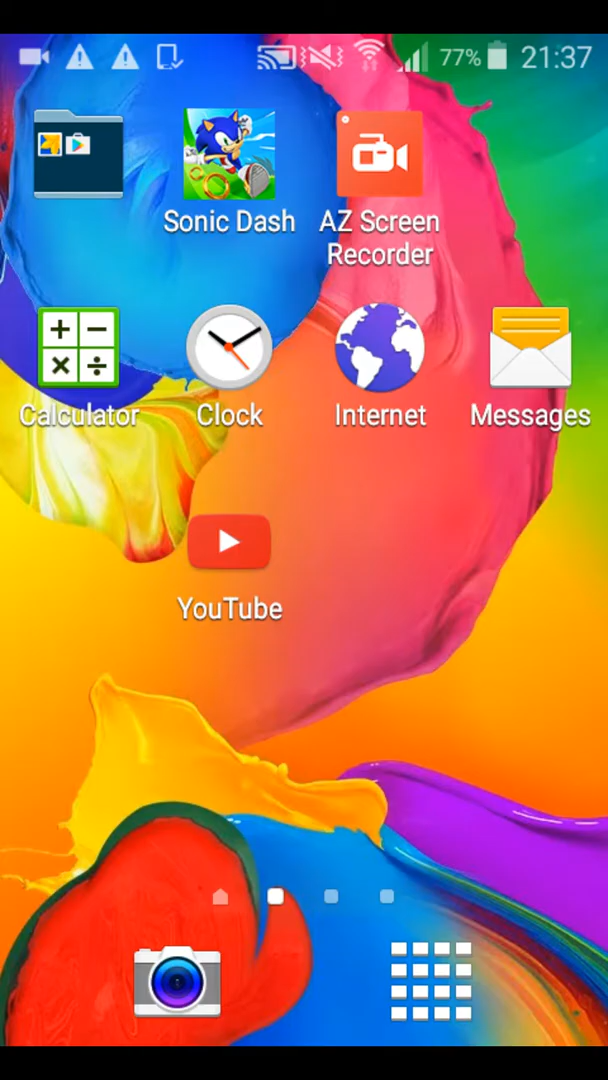 77% 21:37
Sonic Dash
AZ Screen
Recorder
Calculator
Clock
Internet
Messages
YouTube